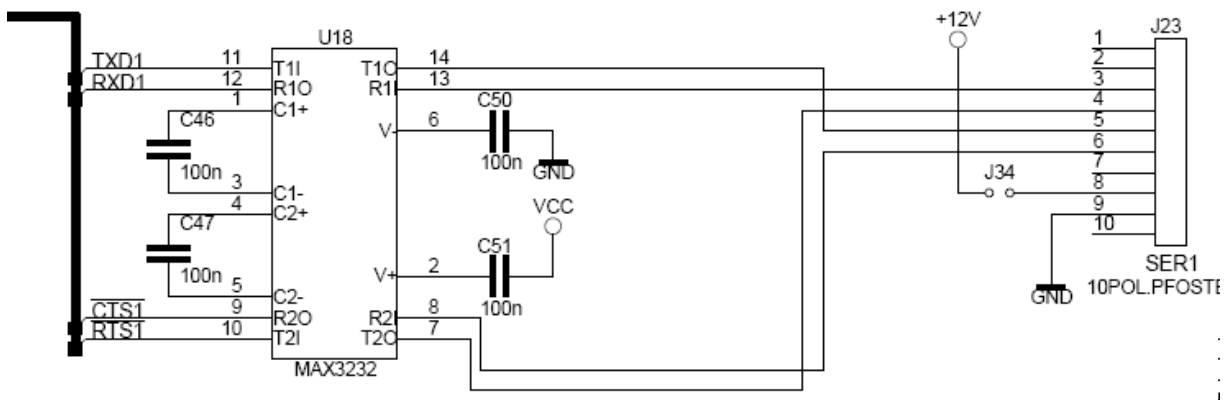 +12V
J23
U18
TXD1 11 T1I T1O 14
RXD1 12 R1O R1I 13
1 C1+
C46
100n
V- 6
C50
100n
GND
3 C1-
4 C2+
C47
100n
VCC
C51
100n
V+ 2
5 C2-
CTS1 9 R2O R2I 8
RTS1 10 T2I T2O 7
MAX3232
1
2
3
4
5
6
7
8
9
10
J34
GND
SER1
10POL.PFOSTE